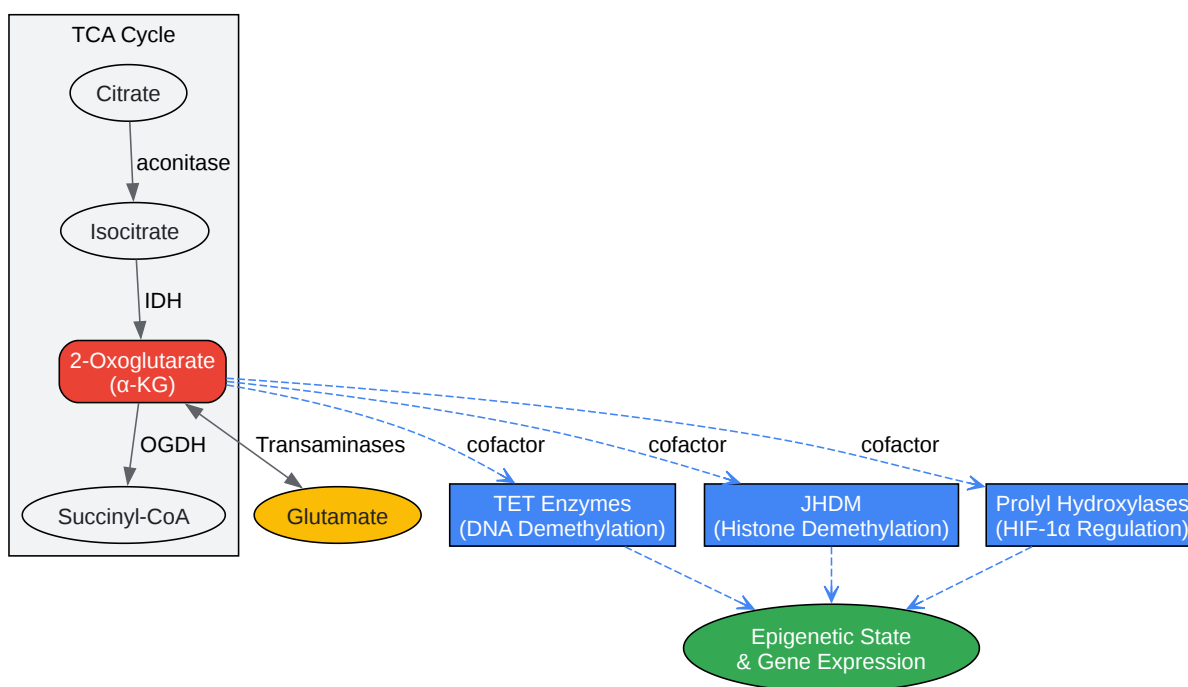 TCA Cycle
Citrate
aconitase
Isocitrate
IDH
2-Oxoglutarate
(α-KG)
OGDH
Transaminases
cofactor
cofactor
cofactor
Succinyl-CoA
Glutamate
TET Enzymes
(DNA Demethylation)
JHDM
(Histone Demethylation)
Prolyl Hydroxylases
(HIF-1α Regulation)
Epigenetic State
& Gene Expression